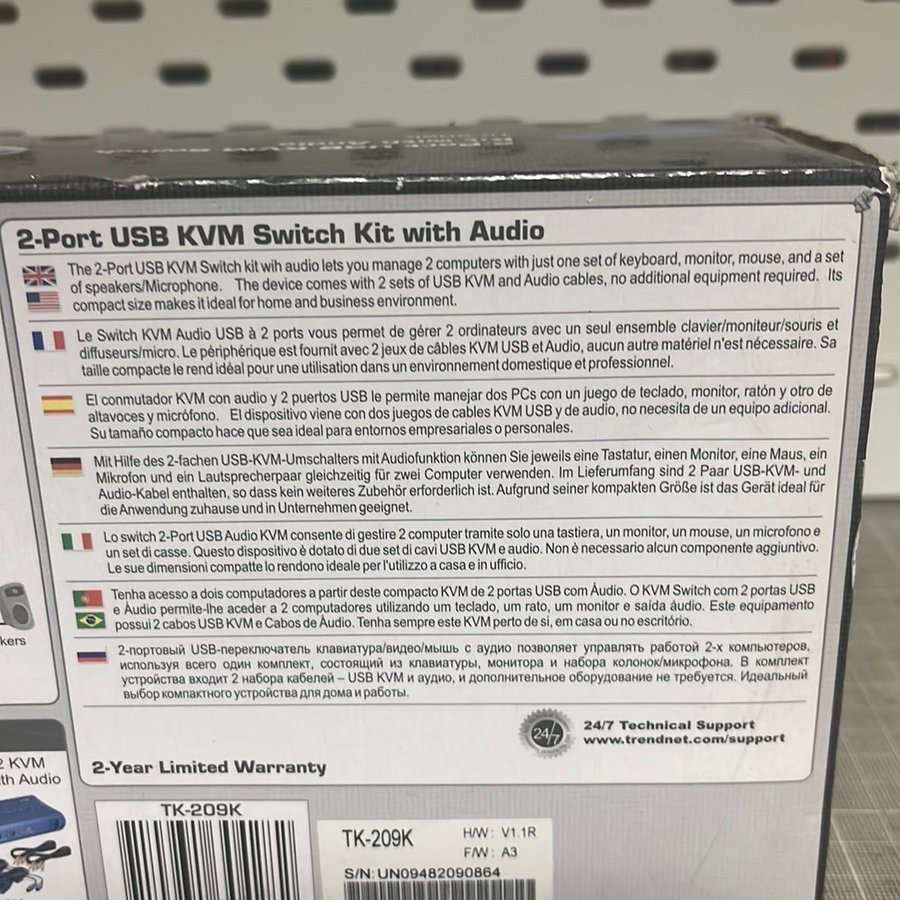 2-Port USB KVM Switch Kit with Audio
The 2-Port USB KVM Switch kit wih audio lets you manage 2 computers with just one set of keyboard, monitor, mouse, and a set
of speakers/Microphone. The device comes with 2 sets of USB KVM and Audio cables, no additional equipment required. Its
compact size makes it ideal for home and business environment.
Le Switch KVM Audio USB à 2 ports vous permet de gérer 2 ordinateurs avec un seul ensemble clavier/moniteur/souris et
diffuseurs/micro. Le périphérique est fournit avec 2 jeux de câbles KVM USB et Audio, aucun autre matériel n'est nécessaire. Sa
taille compacte le rend idéal pour une utilisation dans un environnement domestique et professionnel.
El conmutador KVM con audio y 2 puertos USB le permite manejar dos PCs con un juego de teclado, monitor, ratón y otro de
altavoces y micrófono. El dispositivo viene con dos juegos de cables KVM USB y de audio, no necesita de un equipo adicional.
Su tamaño compacto hace que sea ideal para entornos empresariales o personales.
Mit Hilfe des 2-fachen USB-KVM-Umschalters mit Audiofunktion können Sie jeweils eine Tastatur, einen Monitor, eine Maus, ein
Mikrofon und ein Lautsprecherpaar gleichzeitig für zwei Computer verwenden. Im Lieferumfang sind 2 Paar USB-KVM- und
Audio-Kabel enthalten, so dass kein weiteres Zubehör erforderlich ist. Aufgrund seiner kompakten Größe ist das Gerät ideal für
die Anwendung zuhause und in Unternehmen geeignet.
Lo switch 2-Port USB Audio KVM consente di gestire 2 computer tramite solo una tastiera, un monitor, un mouse, un microfono e
un set di casse. Questo dispositivo è dotato di due set di cavi USB KVM e audio. Non è necessario alcun componente aggiuntivo.
Le sue dimensioni compatte lo rendono ideale per l'utilizzo a casa e in ufficio.
Tenha acesso a dois computadores a partir deste compacto KVM de 2 portas USB com Áudio. O KVM Switch com 2 portas USB
e Áudio permite-lhe aceder a 2 computadores utilizando um teclado, um rato, um monitor e saída áudio. Este equipamento
possui 2 cabos USB KVM e Cabos de Áudio. Tenha sempre este KVM perto de si, em casa ou no escritório.
2-портовый USB-переключатель клавиатура/видео/мышь с аудио позволяет управлять работой 2-х компьютеров,
используя всего один комплект, состоящий из клавиатуры, монитора и набора колонок/микрофона. В комплект
устройства входит 2 набора кабелей – USB KVM и аудио, и дополнительное оборудование не требуется. Идеальный
выбор компактного устройства для дома и работы.
24/7
24/7 Technical Support
www.trendnet.com/support
2-Year Limited Warranty
kers
2 KVM
th Audio
TK-209K
TK-209K
H/W: V1.1R
F/W: A3
S/N: UN09482090864